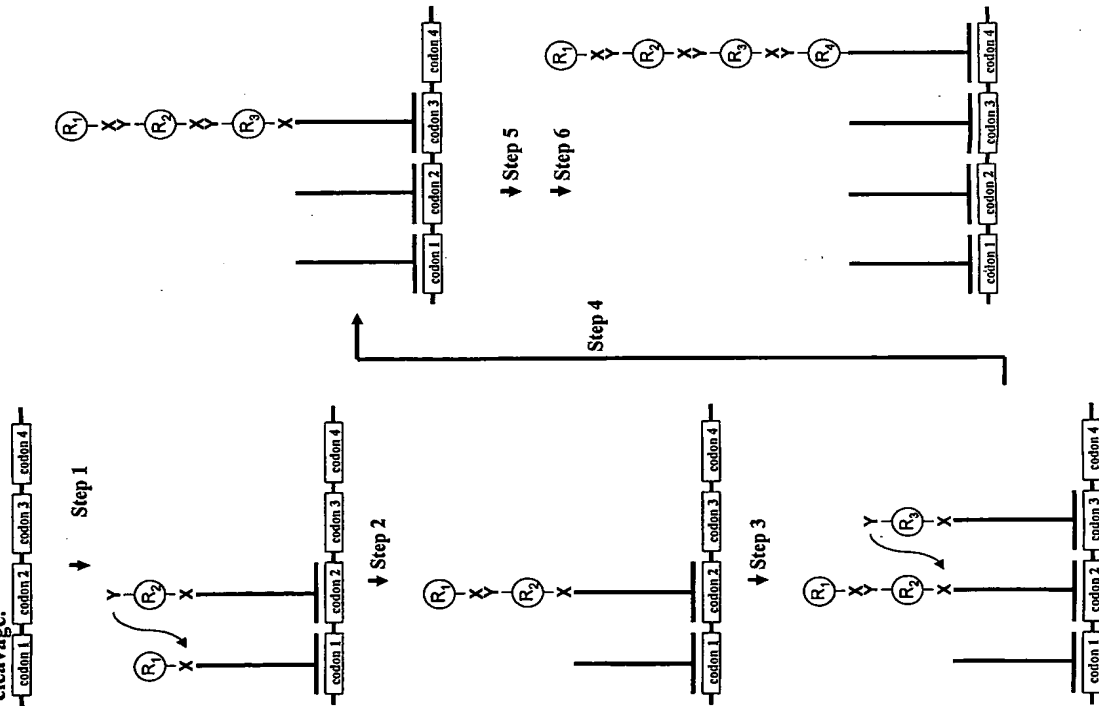 cleavage.
codon 1 codon 2 codon 3 codon 4
Step 1
R1 Y
X R2
X
codon 1 codon 2 codon 3 codon 4
Step 2
R1
X
Y
R2
X
codon 1 codon 2 codon 3 codon 4
Step 3
R1
X
Y Y
R2 R3
X X
codon 1 codon 2 codon 3 codon 4
Step 4
R1
X
Y
R2
X
Y
R3
X
codon 1 codon 2 codon 3 codon 4
Step 5
Step 6
R1
X
Y
R2
X
Y
R3
X
Y
R4
codon 1 codon 2 codon 3 codon 4